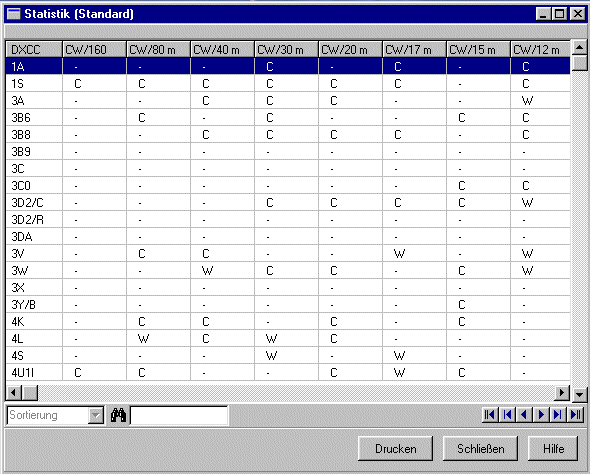 Statistik (Standard)
DXCC CW/160 CW/80 m CW/40 m CW/30 m CW/20 m CW/17 m CW/15 m CW/12 m
1A - - - C - C - C
1S C C C C C C - C
3A - - C C C - - W
3B6 - C - C - - C C
3B8 - - C C C C - C
3B9 - - - - - - - -
3C - - - - - - - -
3C0 - - - - - - C C
3D2/C - - - C C C C W
3D2/R - - - - - - - -
3DA - - - - - - - -
3V - C C - - W - W
3W - - W C C - C W
3X - - - - - - - -
3Y/B - - - - - - C -
4K - C C - C - C -
4L - W C W C - - -
4S - - - W - W - -
4U1I C C - - C W C -
Sortierung
Drucken Schließen Hilfe